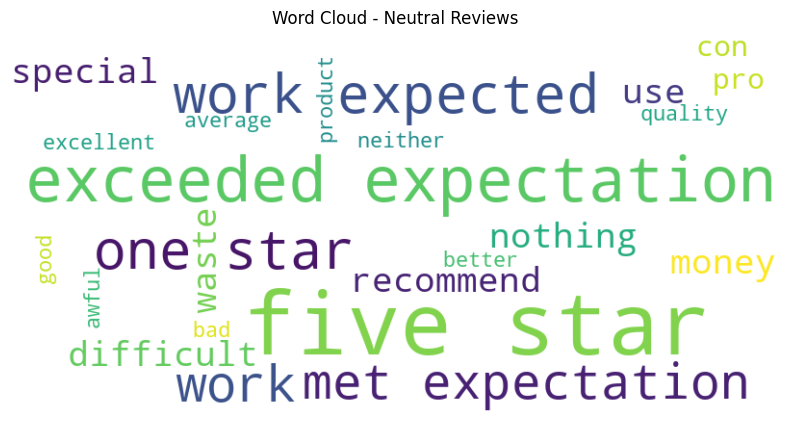 Word Cloud - Neutral Reviews
con
special
pro
work expected
use
product
quality
average
excellent
neither
exceeded expectation
one star
waste
nothing
good
better
money
awful
recommend
five star
bad
difficult
work
met expectation